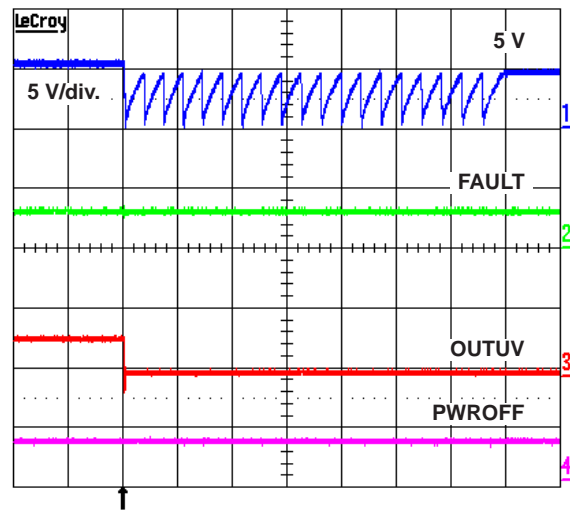 LeCroy
5 V
5 V/div.
1
FAULT
2
OUTUV
3
PWROFF
4